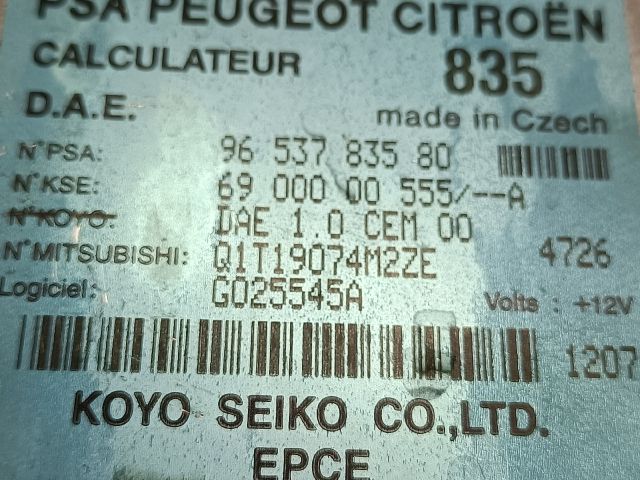 PSA PEUGEOT CITROËN
CALCULATEUR 835
D.A.E. made in Czech
N°PSA: 96 537 835 80
N°KSE: 69 000 00 555/--A
N°KOYO: DAE 1.0 CEM 00
N°MITSUBISHI: Q1T19074M2ZE 4726
Logiciel: G025545A Volts : +12V
1207
KOYO SEIKO CO.,LTD.
EPCE